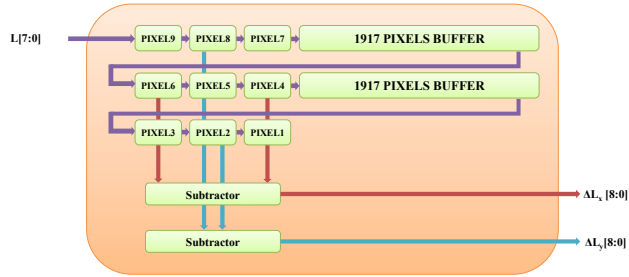 L[7:0] PIXEL9 PIXEL8 PIXEL7 1917 PIXELS BUFFER
PIXEL6 PIXEL5 PIXEL4 1917 PIXELS BUFFER
PIXEL3 PIXEL2 PIXEL1
Subtractor ΔLx [8:0]
Subtractor ΔLy[8:0]